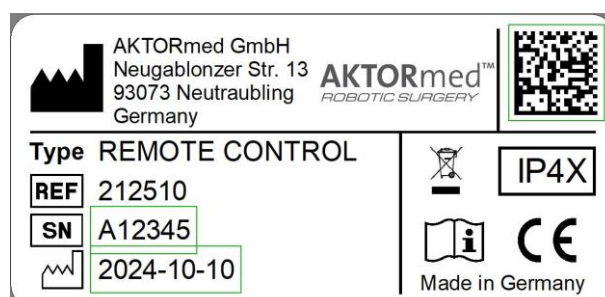 AKTORmed GmbH
Neugablonzer Str. 13
93073 Neutraubling
Germany
AKTORmed™
ROBOTIC SURGERY
Type REMOTE CONTROL
REF 212510
SN A12345
2024-10-10
IP4X
i
CE
Made in Germany